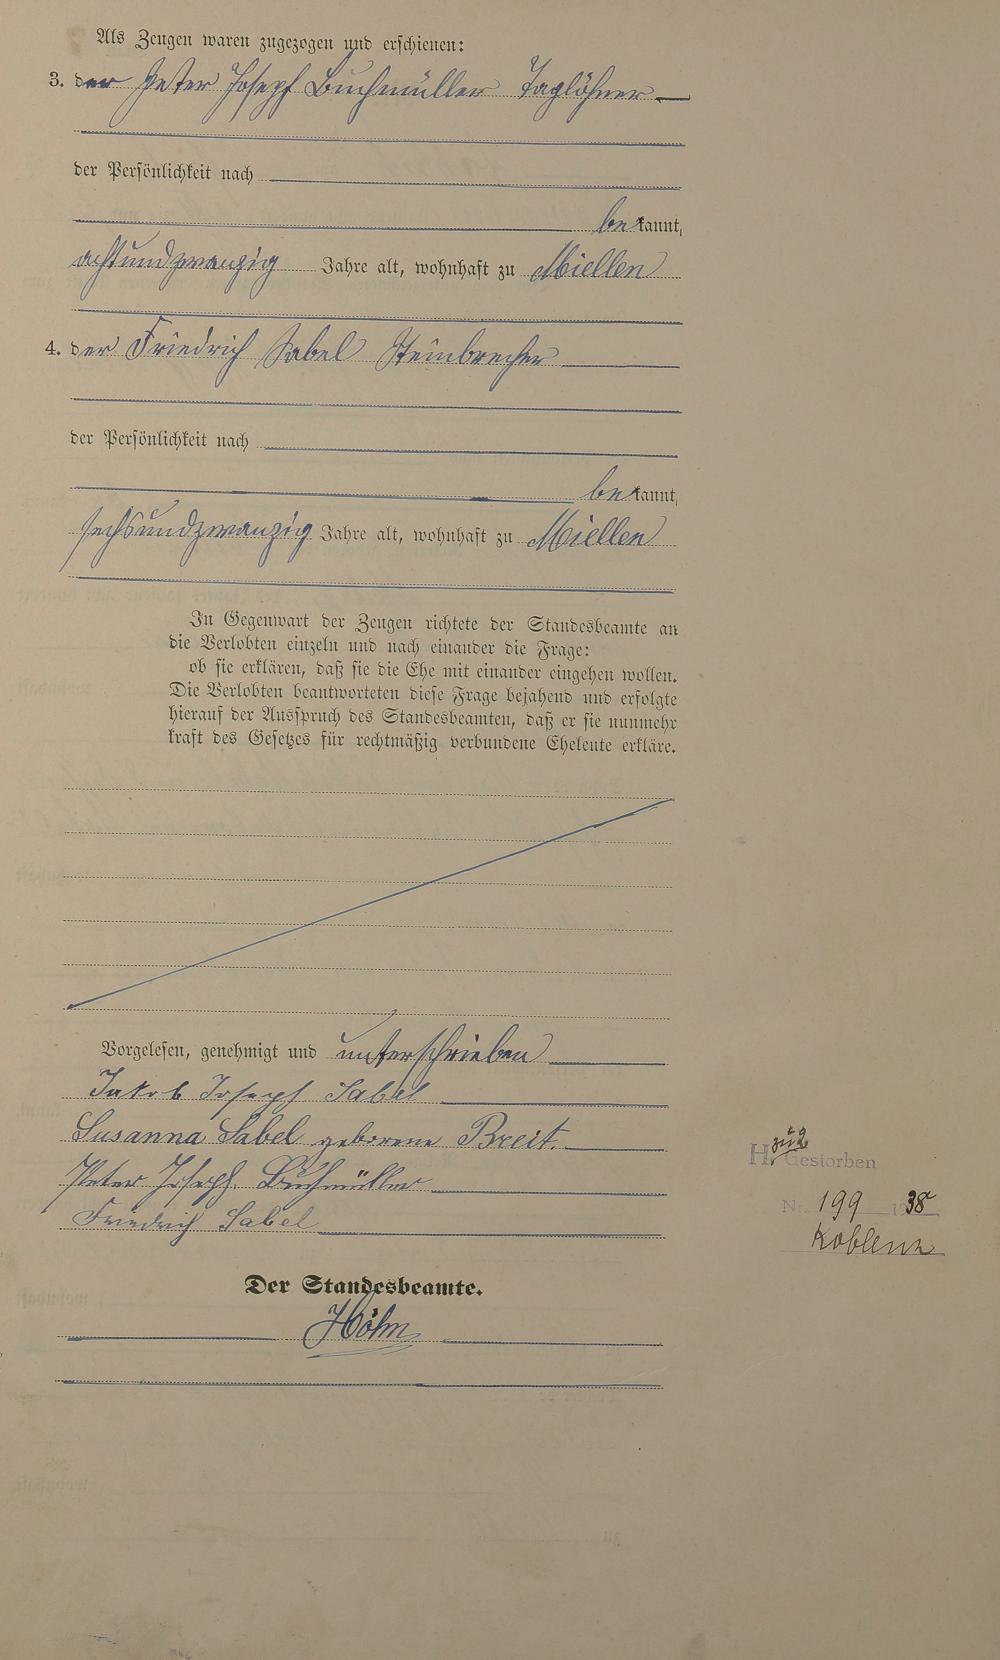 Als Zeugen waren zugezogen und erschienen:
3. der Peter Joseph Buchmüller Taglöhner
der Persönlichkeit nach
bekannt,
achtundzwanzig Jahre alt, wohnhaft zu Miellen
4. der Friedrich Sabel Steinbrecher
der Persönlichkeit nach
bekannt,
sechsundzwanzig Jahre alt, wohnhaft zu Miellen
In Gegenwart der Zeugen richtete der Standesbeamte an
die Verlobten einzeln und nach einander die Frage:
ob sie erklären, daß sie die Ehe mit einander eingehen wollen.
Die Verlobten beantworteten diese Frage bejahend und erfolgte
hierauf der Ausspruch des Standesbeamten, daß er sie nunmehr
kraft des Gesetzes für rechtmäßig verbundene Eheleute erkläre.
Vorgelesen, genehmigt und unterschrieben
Jakob Joseph Sabel
Susanna Sabel geborene Breit.
Peter Joseph Buchmüller
Friedrich Sabel
Der Standesbeamte.
Höhn
zu 2
H. Gestorben
Nr. 199 1938
Koblenz